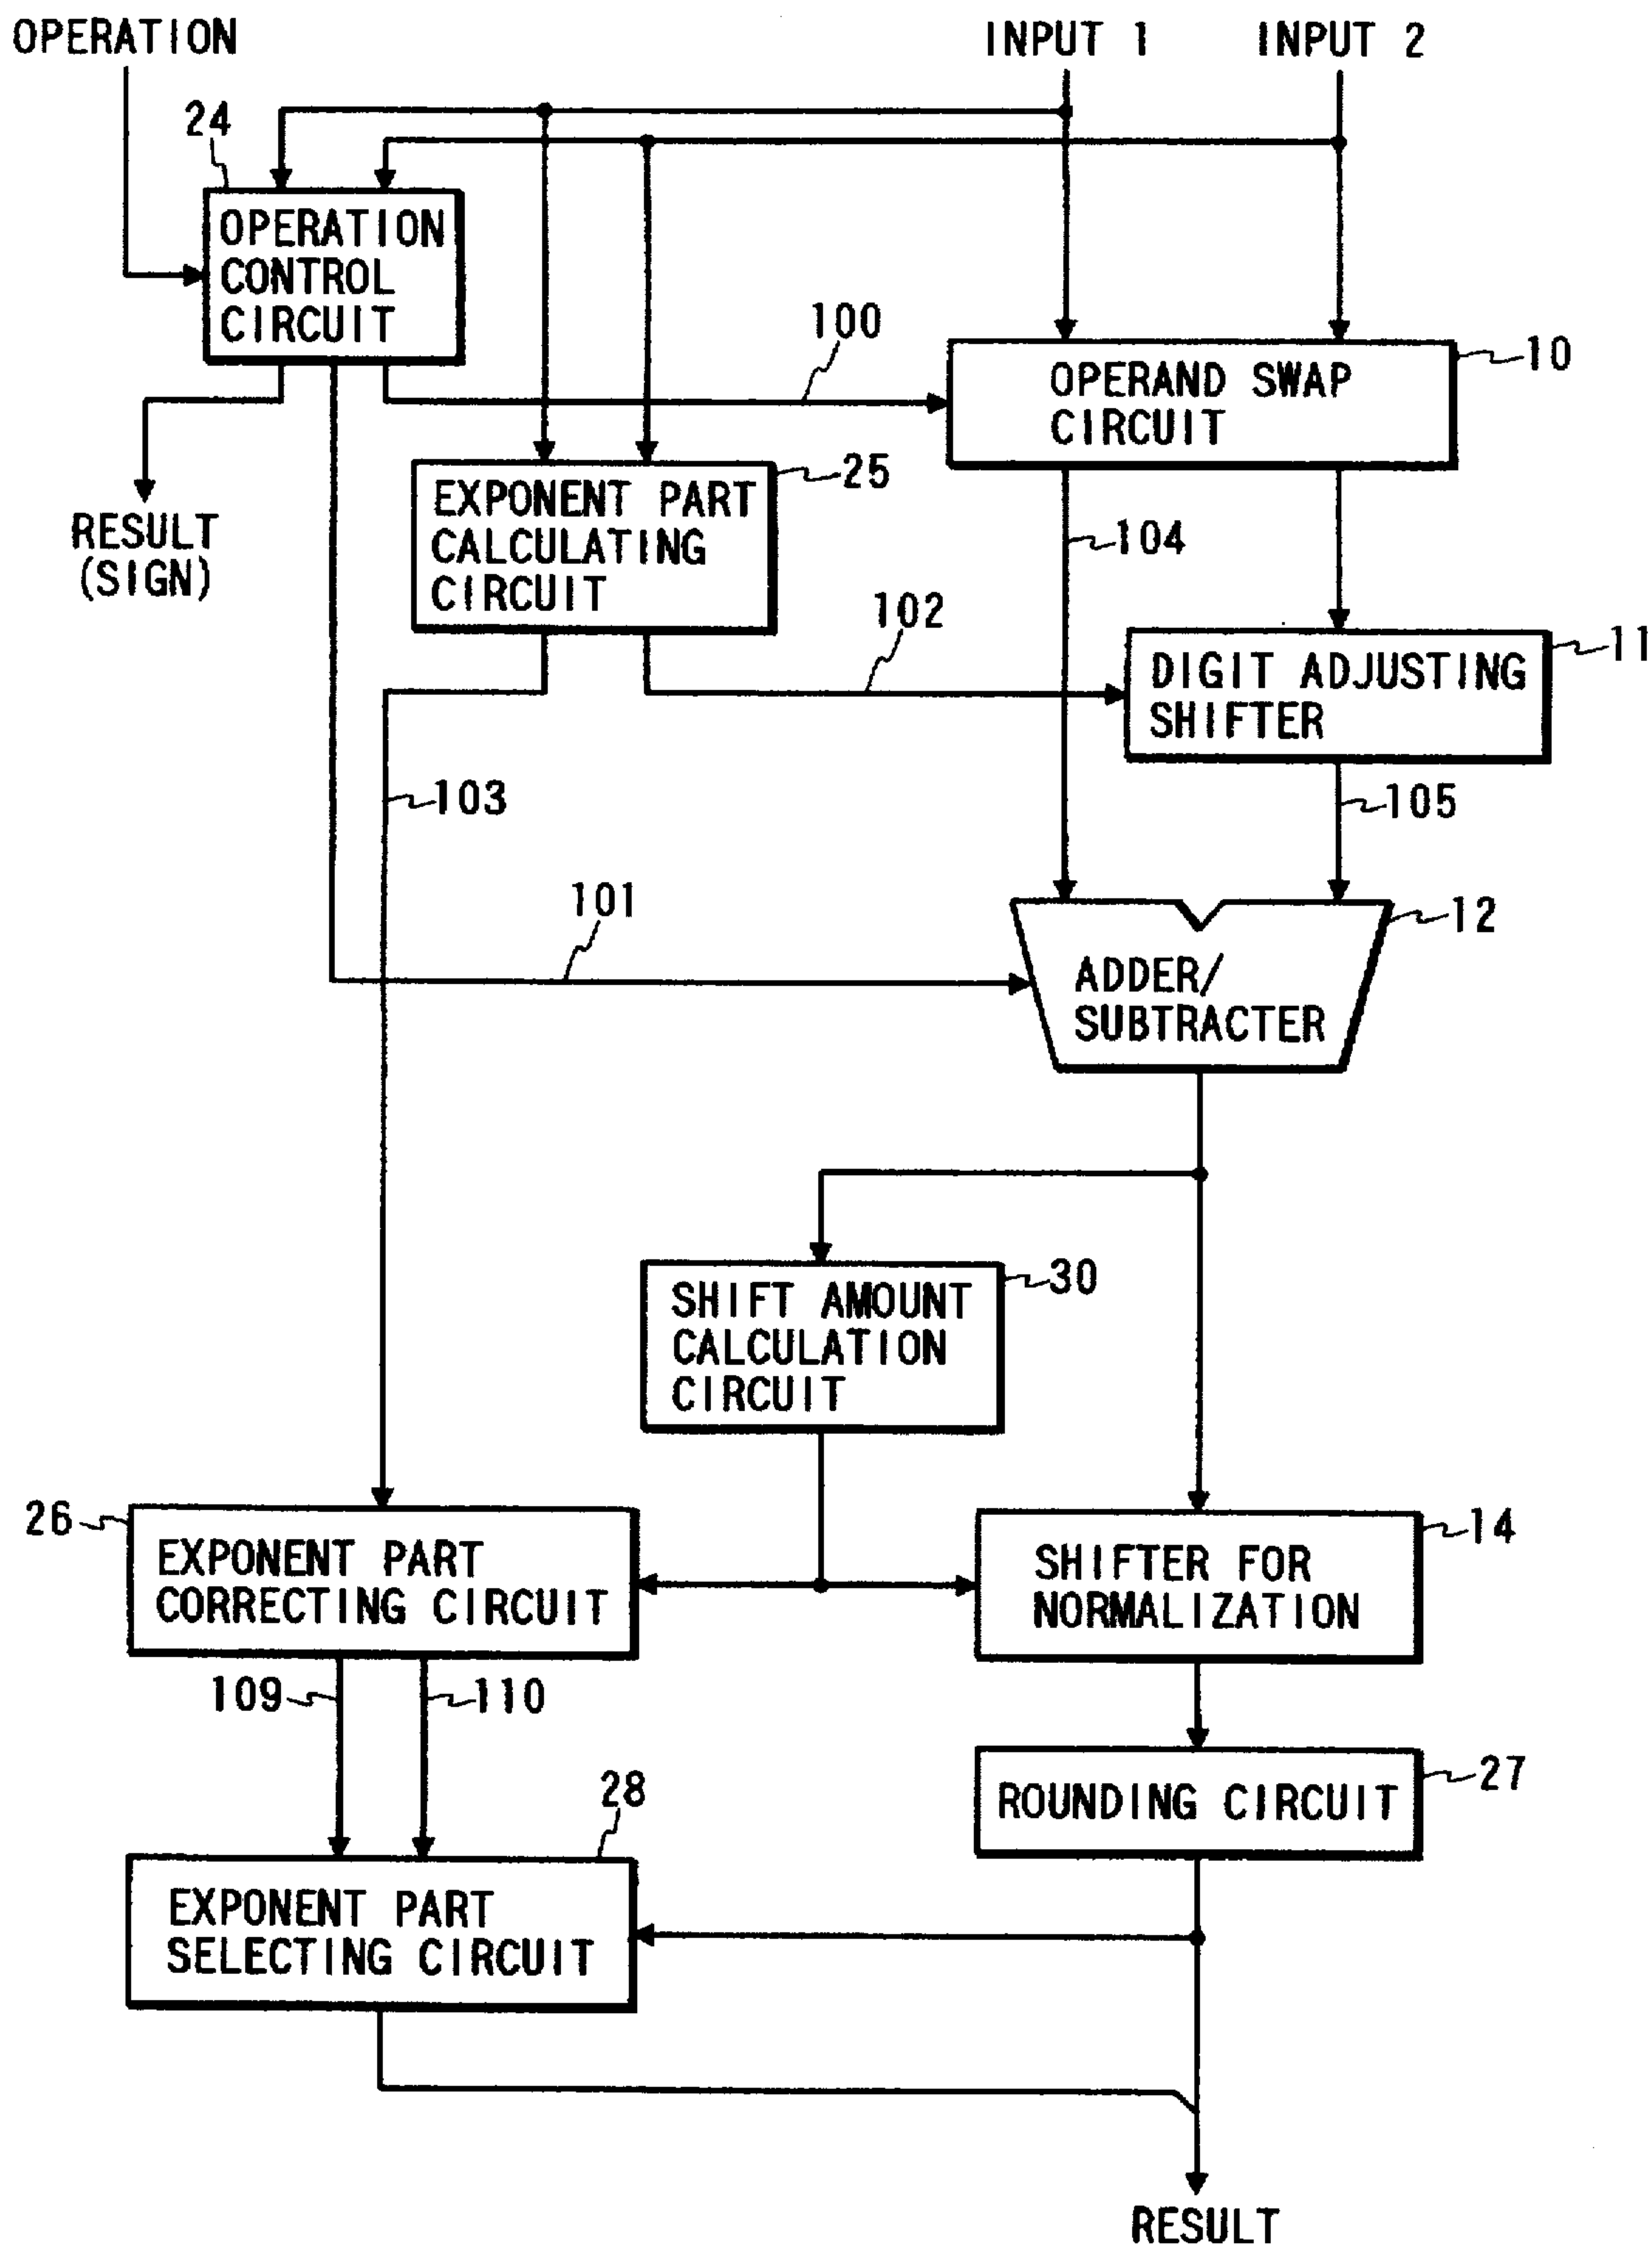 OPERATION
INPUT 1
INPUT 2
24
OPERATION
CONTROL
CIRCUIT
100
10
OPERAND SWAP
CIRCUIT
25
EXPONENT PART
CALCULATING
CIRCUIT
RESULT
(SIGN)
104
102
11
DIGIT ADJUSTING
SHIFTER
103
105
101
12
ADDER/
SUBTRACTER
30
SHIFT AMOUNT
CALCULATION
CIRCUIT
26
EXPONENT PART
CORRECTING CIRCUIT
14
SHIFTER FOR
NORMALIZATION
109
110
27
ROUNDING CIRCUIT
28
EXPONENT PART
SELECTING CIRCUIT
RESULT